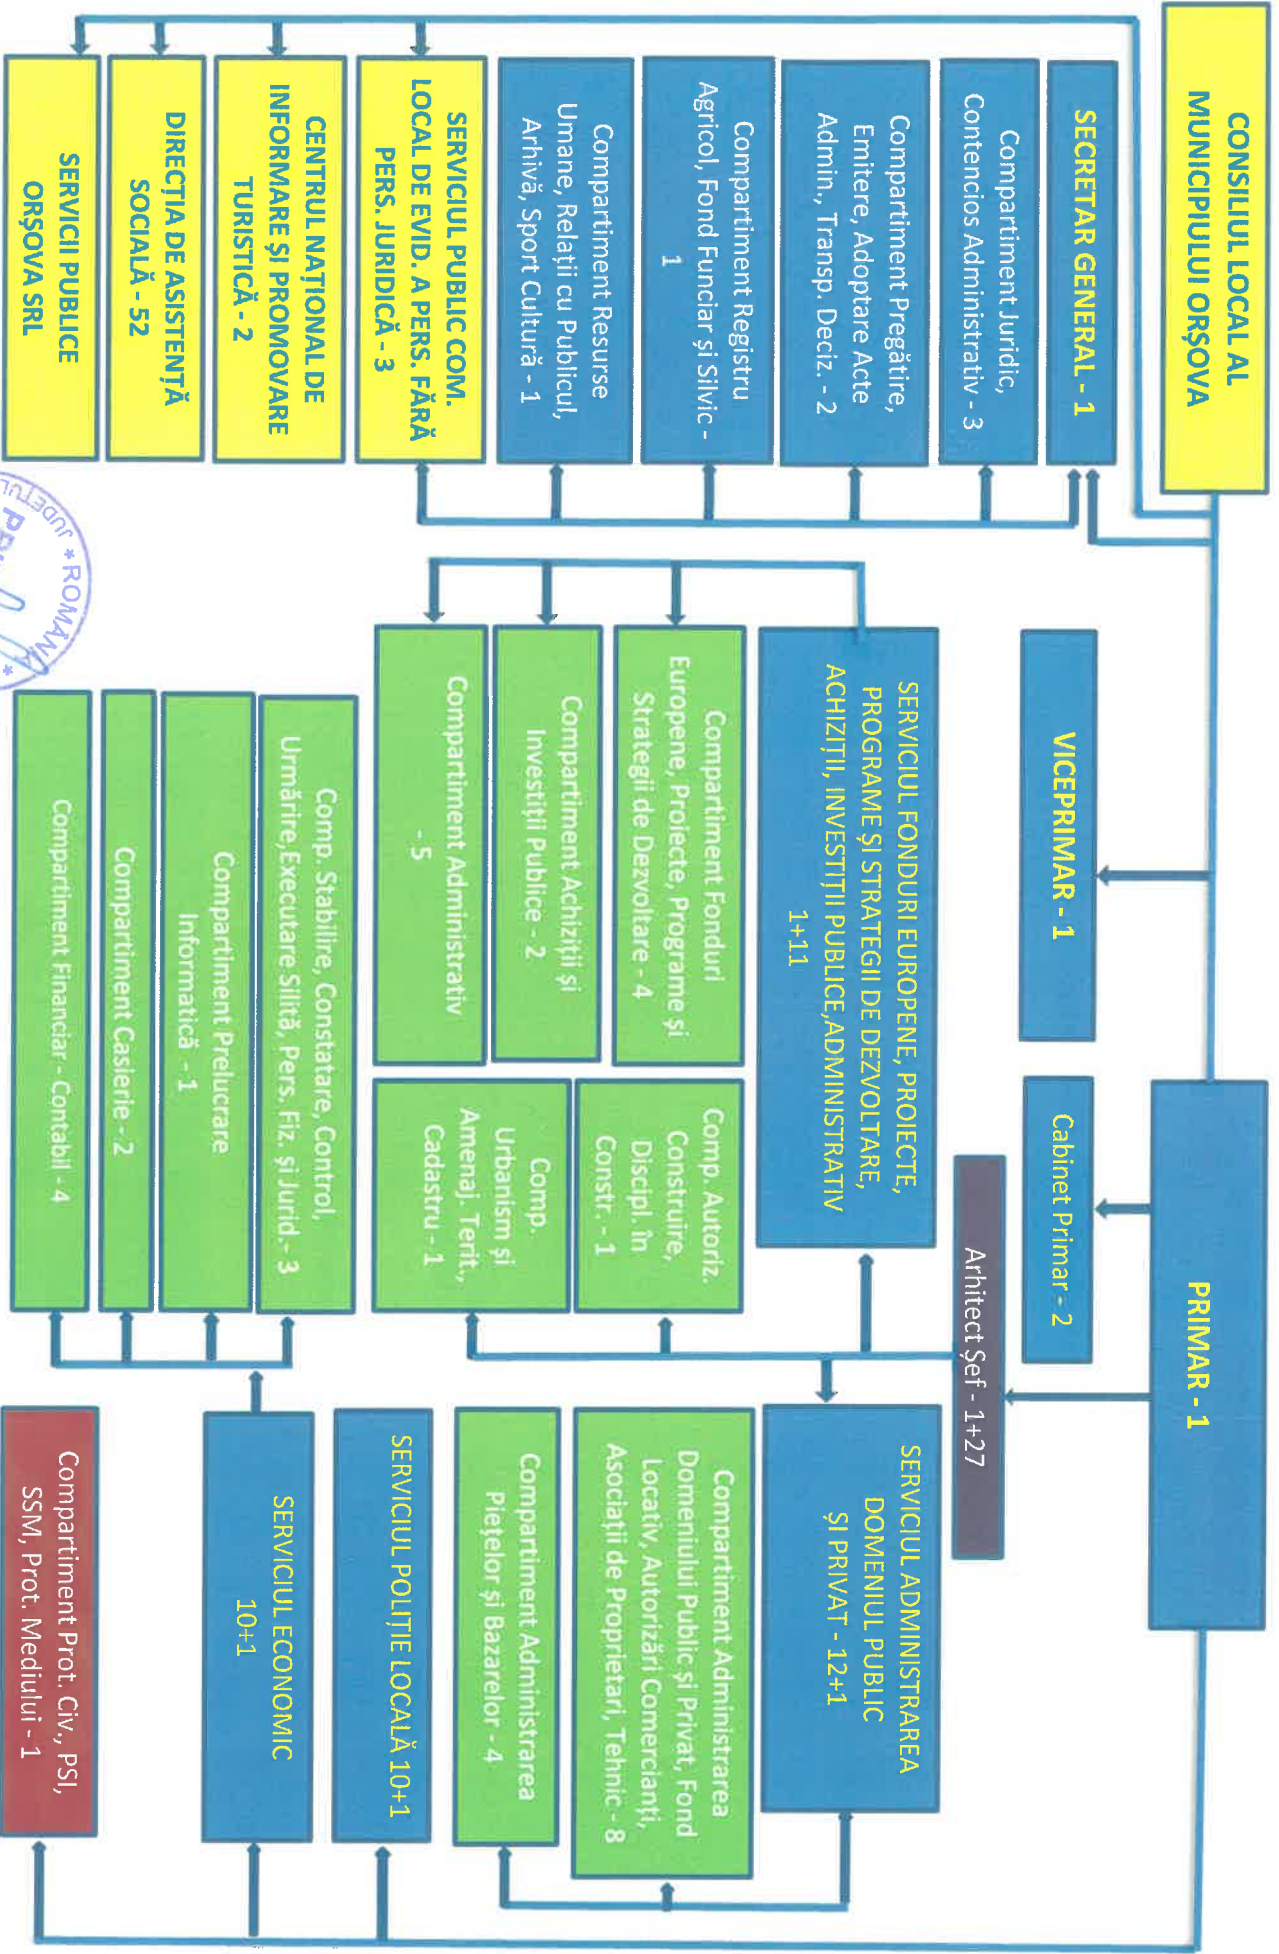 CONSILIUL LOCAL AL
MUNICIPIULUI ORȘOVA
PRIMAR - 1
SECRETAR GENERAL - 1
VICEPRIMAR - 1
Cabinet Primar - 2
Arhitect Șef - 1+27
Compartiment Juridic,
Contencios Administrativ - 3
Compartiment Pregătire,
Emitere, Adoptare Acte
Admin., Transp. Deciz. - 2
Compartiment Registru
Agricol, Fond Funciar și Silvic -
1
Compartiment Resurse
Umane, Relații cu Publicul,
Arhivă, Sport Cultură - 1
SERVICIUL PUBLIC COM.
LOCAL DE EVID. A PERS. FĂRĂ
PERS. JURIDICĂ - 3
CENTRUL NAȚIONAL DE
INFORMARE ȘI PROMOVARE
TURISTICĂ - 2
DIRECȚIA DE ASISTENȚĂ
SOCIALĂ - 52
SERVICII PUBLICE
ORȘOVA SRL
SERVICIUL FONDURI EUROPENE, PROIECTE,
PROGRAME ȘI STRATEGII DE DEZVOLTARE,
ACHIZIȚII, INVESTIȚII PUBLICE,ADMINISTRATIV
1+11
Compartiment Fonduri
Europene, Proiecte, Programe și
Strategii de Dezvoltare - 4
Compartiment Achiziții și
Investiții Publice - 2
Compartiment Administrativ
- 5
Comp. Autoriz.
Construire,
Discipl. în
Constr. - 1
Comp.
Urbanism și
Amenaj. Terit.,
Cadastru - 1
Comp. Stabilire, Constatare, Control,
Urmărire,Executare Silită, Pers. Fiz. și Jurid.- 3
Compartiment Prelucrare
Informatică - 1
Compartiment Casierie - 2
Compartiment Financiar - Contabil - 4
SERVICIUL ADMINISTRAREA
DOMENIUL PUBLIC
ȘI PRIVAT - 12+1
Compartiment Administrarea
Domeniului Public și Privat, Fond
Locativ, Autorizări Comercianți,
Asociații de Proprietari, Tehnic - 8
Compartiment Administrarea
Piețelor și Bazarelor - 4
SERVICIUL POLIȚIE LOCALĂ 10+1
SERVICIUL ECONOMIC
10+1
Compartiment Prot. Civ., PSI,
SSM, Prot. Mediului - 1
JUDEȚUL * ROMÂNIA *